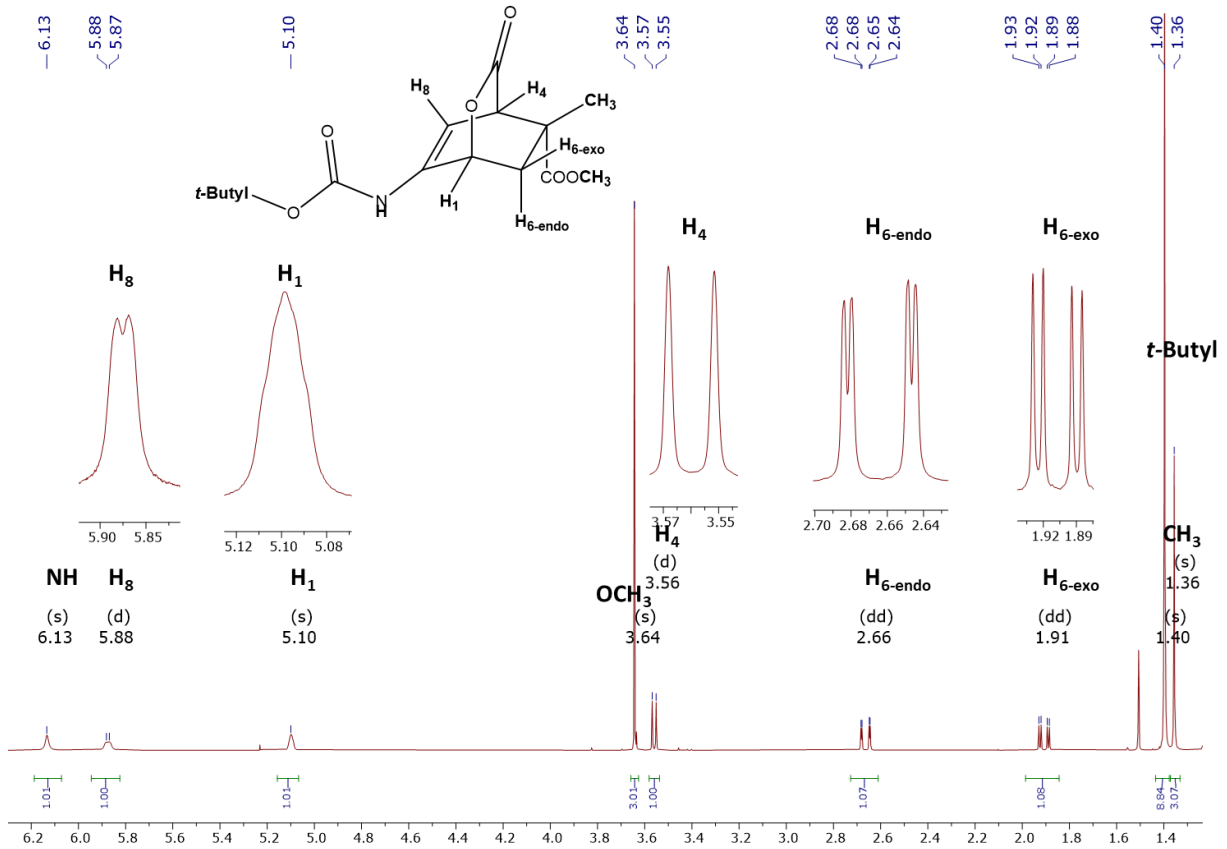 6.13
5.88
5.87
5.10
3.64
3.57
3.55
2.68
2.68
2.65
2.64
1.93
1.92
1.89
1.88
1.40
1.36
O
H8
O
H4
CH3
O
H6-exo
t-Butyl
O
N
H
H1
COOCH3
H6-endo
H8
H1
H4
H6-endo
H6-exo
t-Butyl
5.90 5.85
5.12 5.10 5.08
3.57 3.55
2.70 2.68 2.66 2.64
1.92 1.89
NH
(s)
6.13
H8
(d)
5.88
H1
(s)
5.10
OCH3
(s)
3.64
H4
(d)
3.56
H6-endo
(dd)
2.66
H6-exo
(dd)
1.91
CH3
(s)
1.36
(s)
1.40
1.01
1.00
1.01
3.01
1.00
1.07
1.08
8.84
3.07
6.2 6.0 5.8 5.6 5.4 5.2 5.0 4.8 4.6 4.4 4.2 4.0 3.8 3.6 3.4 3.2 3.0 2.8 2.6 2.4 2.2 2.0 1.8 1.6 1.4